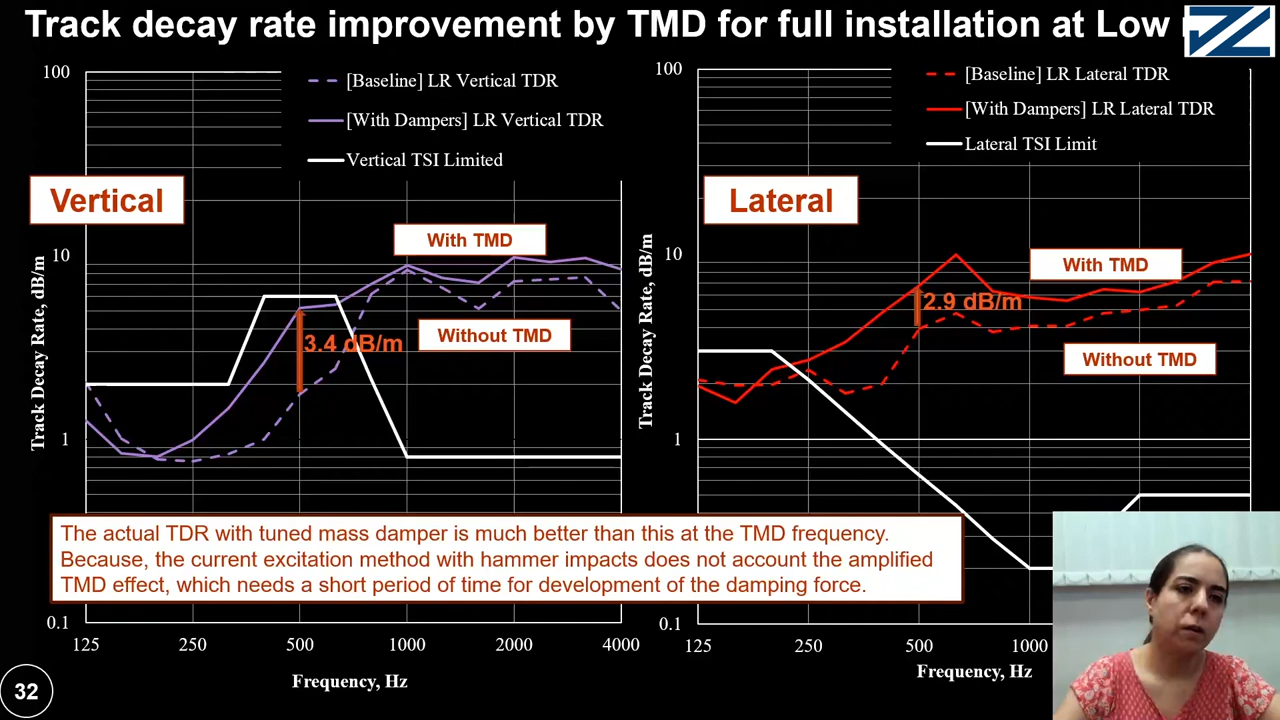 Track decay rate improvement by TMD for full installation at Low
100
[Baseline] LR Vertical TDR
[With Dampers] LR Vertical TDR
Vertical TSI Limited
Vertical
With TMD
10
3.4 dB/m
Without TMD
Track Decay Rate, dB/m
1
0.1
125
250
500
1000
2000
4000
Frequency, Hz
100
[Baseline] LR Lateral TDR
[With Dampers] LR Lateral TDR
Lateral TSI Limit
Lateral
10
With TMD
2.9 dB/m
Without TMD
Track Decay Rate, dB/m
1
0.1
125
250
500
1000
Frequency, Hz
The actual TDR with tuned mass damper is much better than this at the TMD frequency.
Because, the current excitation method with hammer impacts does not account the amplified
TMD effect, which needs a short period of time for development of the damping force.
32